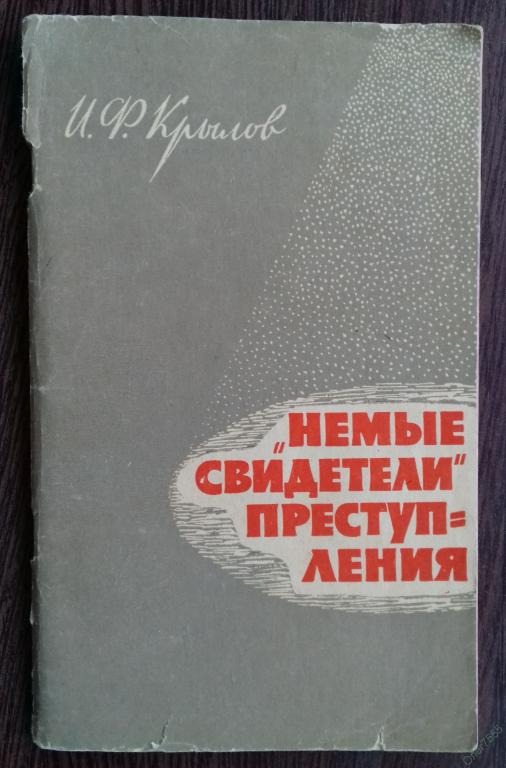 И. Ф. Крылов
„НЕМЫЕ
СВИДЕТЕЛИ"
ПРЕСТУП=
ЛЕНИЯ